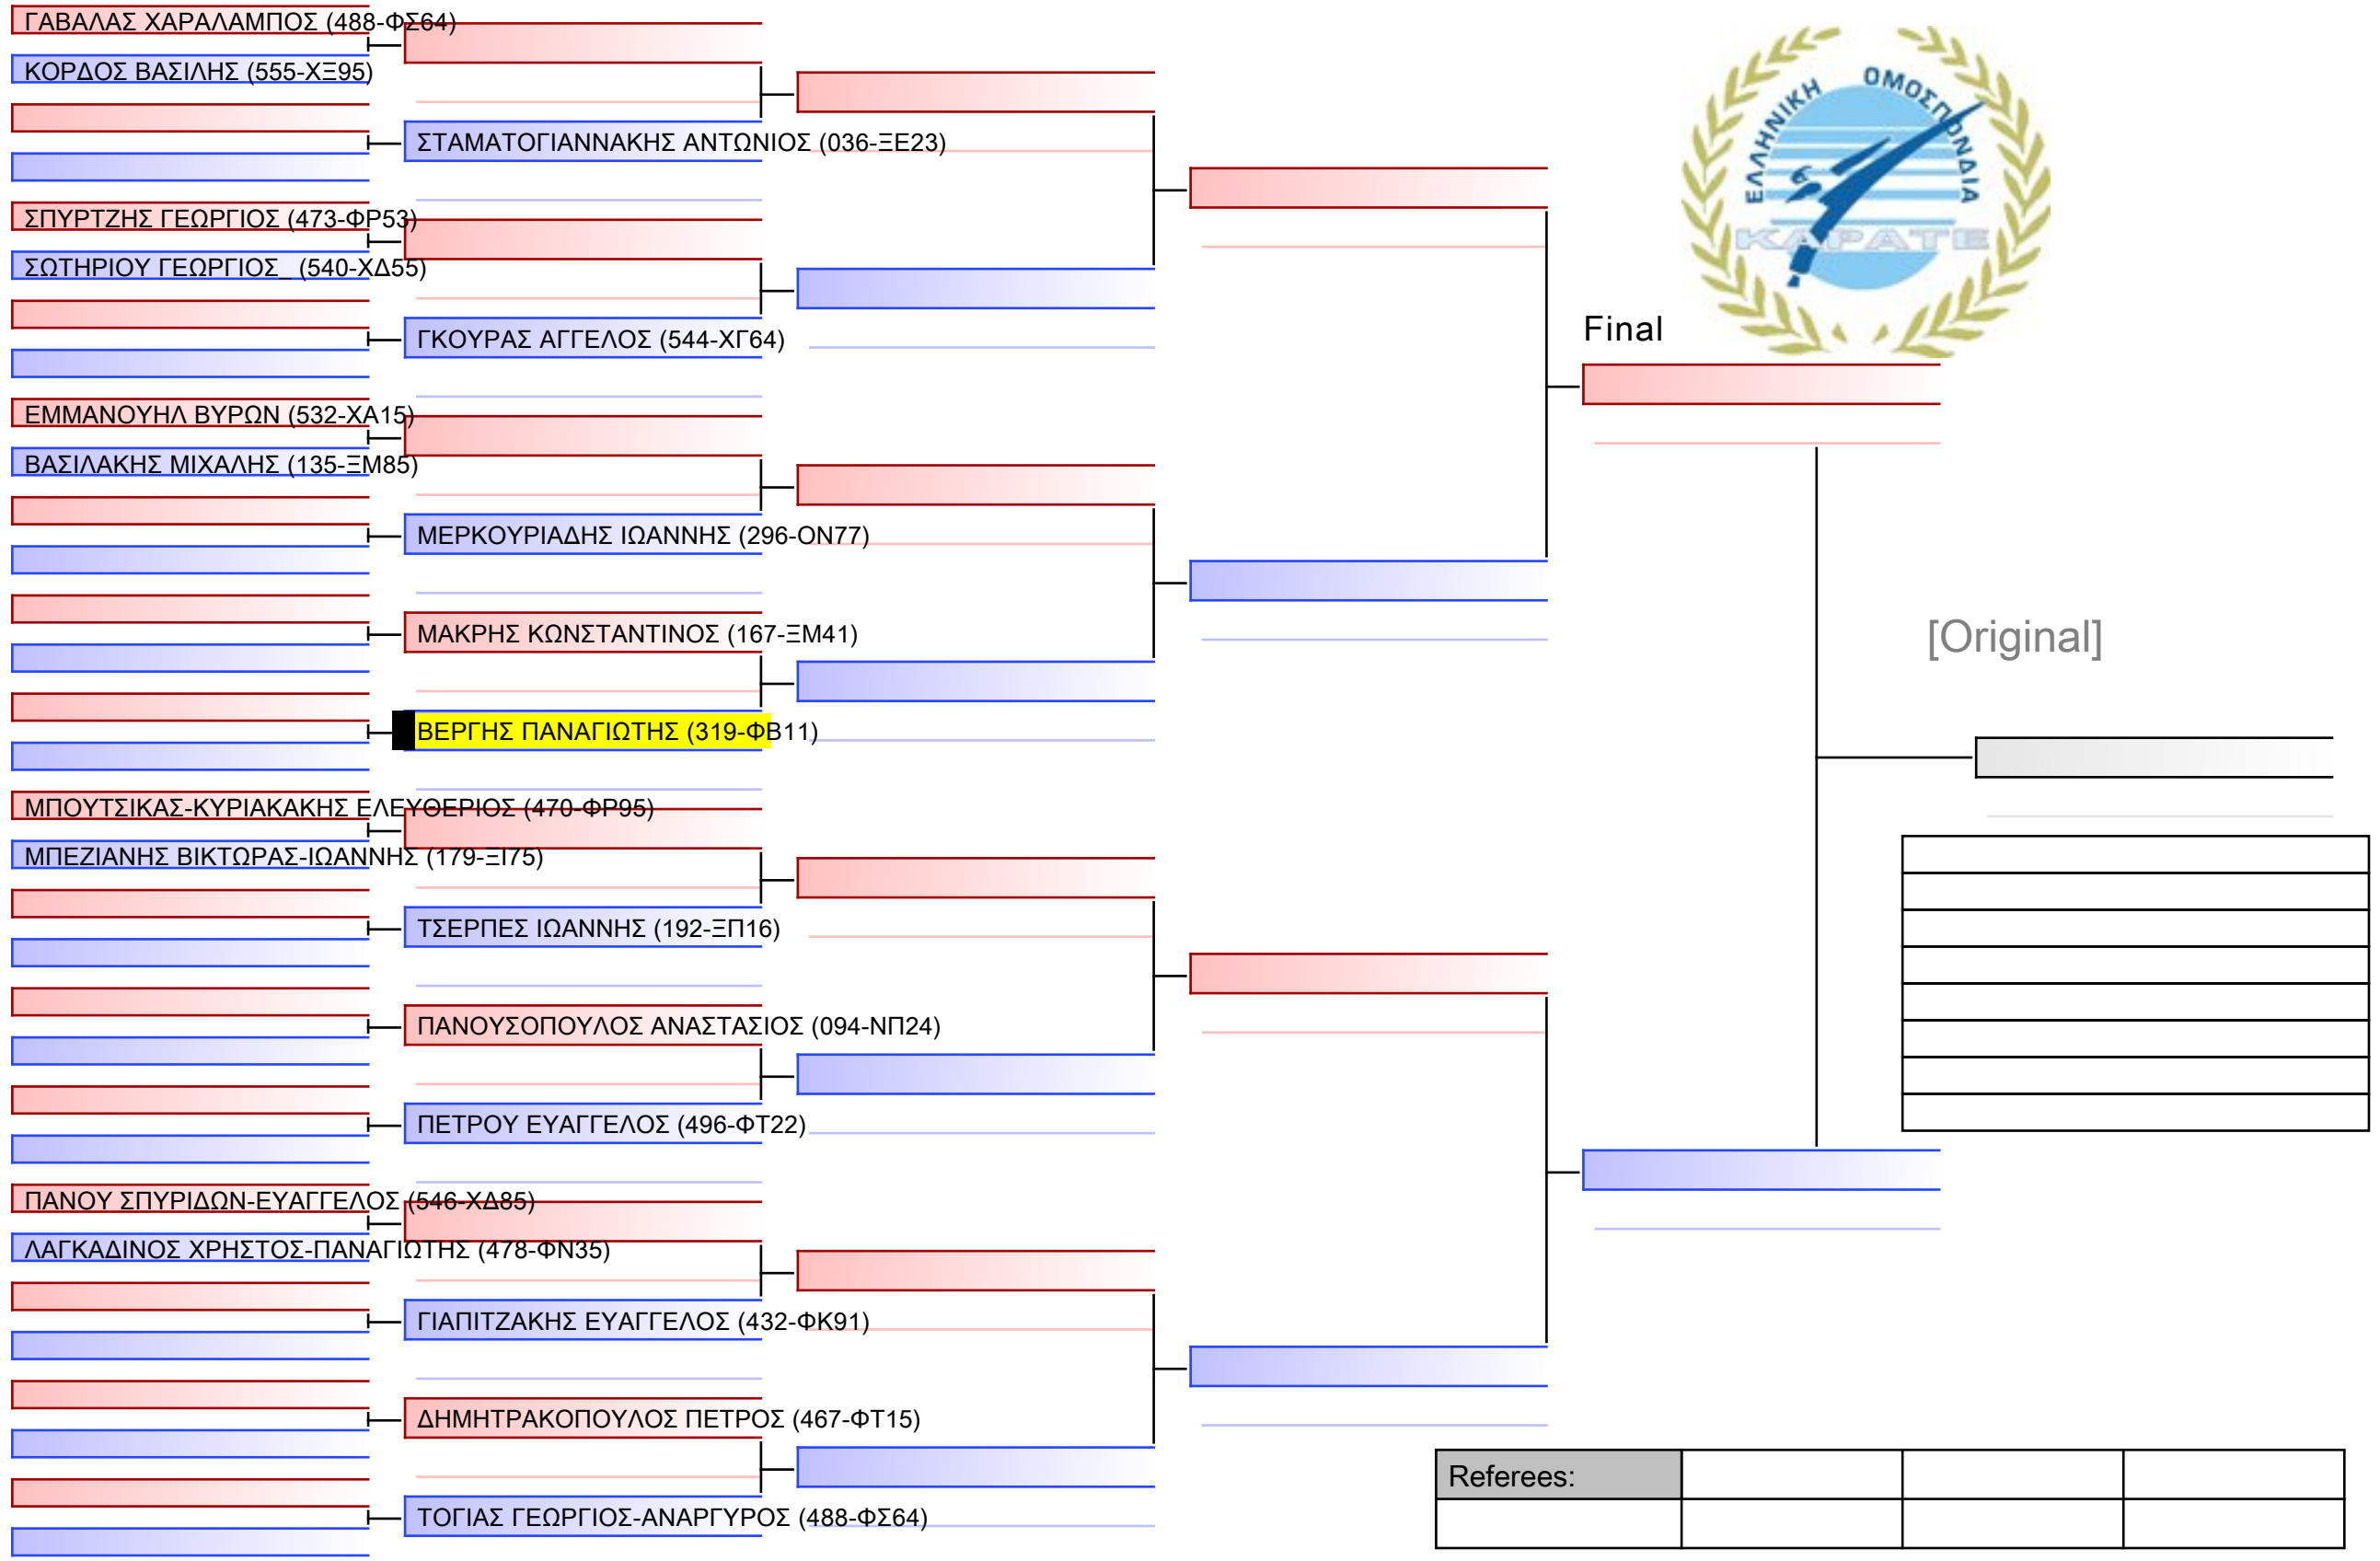 ΓΑΒΑΛΑΣ ΧΑΡΑΛΑΜΠΟΣ (488-ΦΣ64)
ΚΟΡΔΟΣ ΒΑΣΙΛΗΣ (555-ΧΞ95)
ΣΤΑΜΑΤΟΓΙΑΝΝΑΚΗΣ ΑΝΤΩΝΙΟΣ (036-ΞΕ23)
ΣΠΥΡΤΖΗΣ ΓΕΩΡΓΙΟΣ (473-ΦΡ53)
ΣΩΤΗΡΙΟΥ ΓΕΩΡΓΙΟΣ_ (540-ΧΔ55)
ΓΚΟΥΡΑΣ ΑΓΓΕΛΟΣ (544-ΧΓ64)
ΕΜΜΑΝΟΥΗΛ ΒΥΡΩΝ (532-ΧΑ15)
ΒΑΣΙΛΑΚΗΣ ΜΙΧΑΛΗΣ (135-ΞΜ85)
ΜΕΡΚΟΥΡΙΑΔΗΣ ΙΩΑΝΝΗΣ (296-ΟΝ77)
ΜΑΚΡΗΣ ΚΩΝΣΤΑΝΤΙΝΟΣ (167-ΞΜ41)
ΒΕΡΓΗΣ ΠΑΝΑΓΙΩΤΗΣ (319-ΦΒ11)
ΜΠΟΥΤΣΙΚΑΣ-ΚΥΡΙΑΚΑΚΗΣ ΕΛΕΥΘΕΡΙΟΣ (470-ΦΡ95)
ΜΠΕΖΙΑΝΗΣ ΒΙΚΤΩΡΑΣ-ΙΩΑΝΝΗΣ (179-ΞΙ75)
ΤΣΕΡΠΕΣ ΙΩΑΝΝΗΣ (192-ΞΠ16)
ΠΑΝΟΥΣΟΠΟΥΛΟΣ ΑΝΑΣΤΑΣΙΟΣ (094-ΝΠ24)
ΠΕΤΡΟΥ ΕΥΑΓΓΕΛΟΣ (496-ΦΤ22)
ΠΑΝΟΥ ΣΠΥΡΙΔΩΝ-ΕΥΑΓΓΕΛΟΣ (546-ΧΔ85)
ΛΑΓΚΑΔΙΝΟΣ ΧΡΗΣΤΟΣ-ΠΑΝΑΓΙΩΤΗΣ (478-ΦΝ35)
ΓΙΑΠΙΤΖΑΚΗΣ ΕΥΑΓΓΕΛΟΣ (432-ΦΚ91)
ΔΗΜΗΤΡΑΚΟΠΟΥΛΟΣ ΠΕΤΡΟΣ (467-ΦΤ15)
ΤΟΓΙΑΣ ΓΕΩΡΓΙΟΣ-ΑΝΑΡΓΥΡΟΣ (488-ΦΣ64)
ΕΛΛΗΝΙΚΗ ΟΜΟΣΠΟΝΔΙΑ
ΚΑΡΑΤΕ
Final
[Original]
Referees: